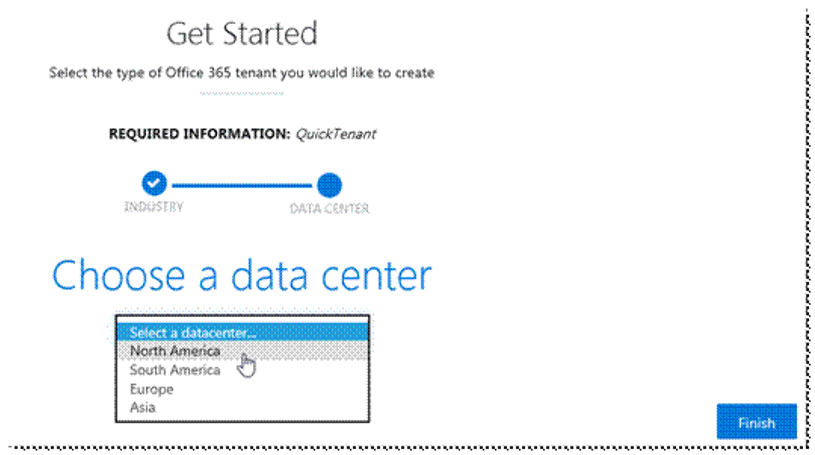 Get Started
Select the type of Office 365 tenant you would like to create
REQUIRED INFORMATION: QuickTenant
INDUSTRY
DATA CENTER
Choose a data center
Select a datacenter...
North America
South America
Europe
Asia
Finish